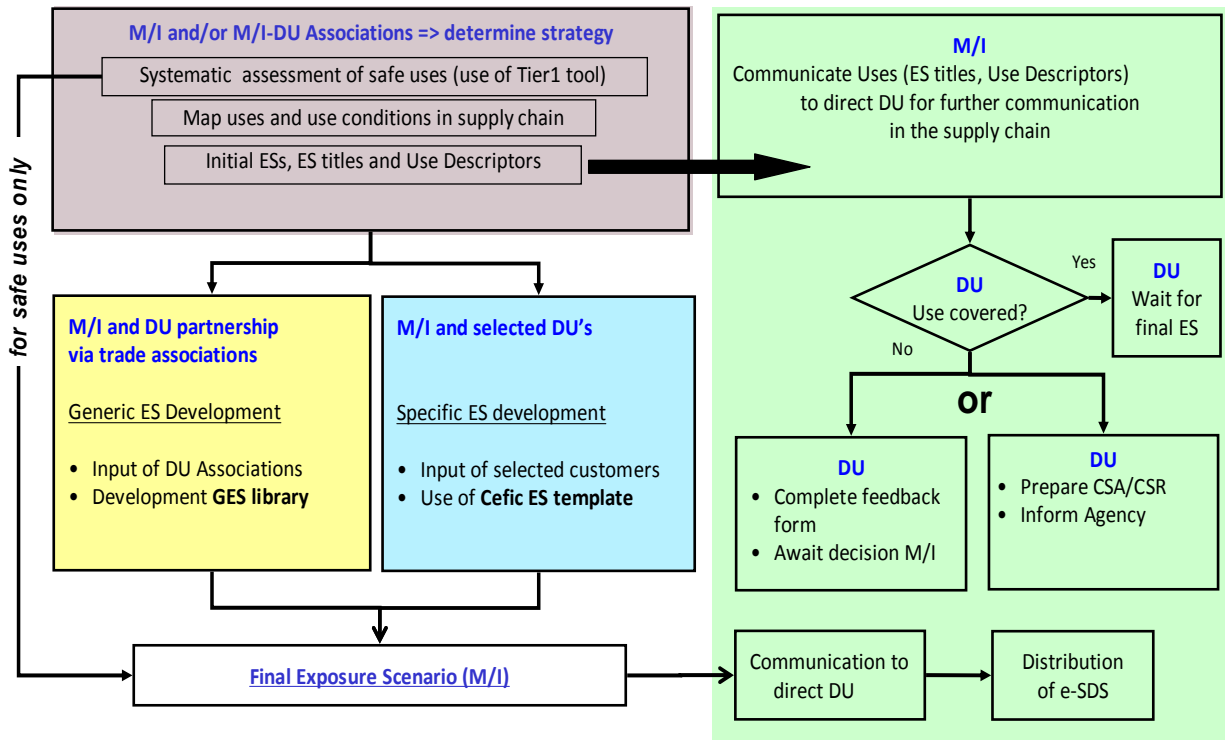 M/I and/or M/I-DU Associations => determine strategy
Systematic assessment of safe uses (use of Tier1 tool)
Map uses and use conditions in supply chain
Initial ESs, ES titles and Use Descriptors
for safe uses only
M/I and DU partnership
via trade associations
Generic ES Development
• Input of DU Associations
• Development GES library
M/I and selected DU's
Specific ES development
• Input of selected customers
• Use of Cefic ES template
Final Exposure Scenario (M/I)
M/I
Communicate Uses (ES titles, Use Descriptors)
to direct DU for further communication
in the supply chain
DU
Use covered?
Yes
DU
Wait for
final ES
No
or
DU
• Complete feedback
form
• Await decision M/I
DU
• Prepare CSA/CSR
• Inform Agency
Communication to
direct DU
Distribution
of e-SDS